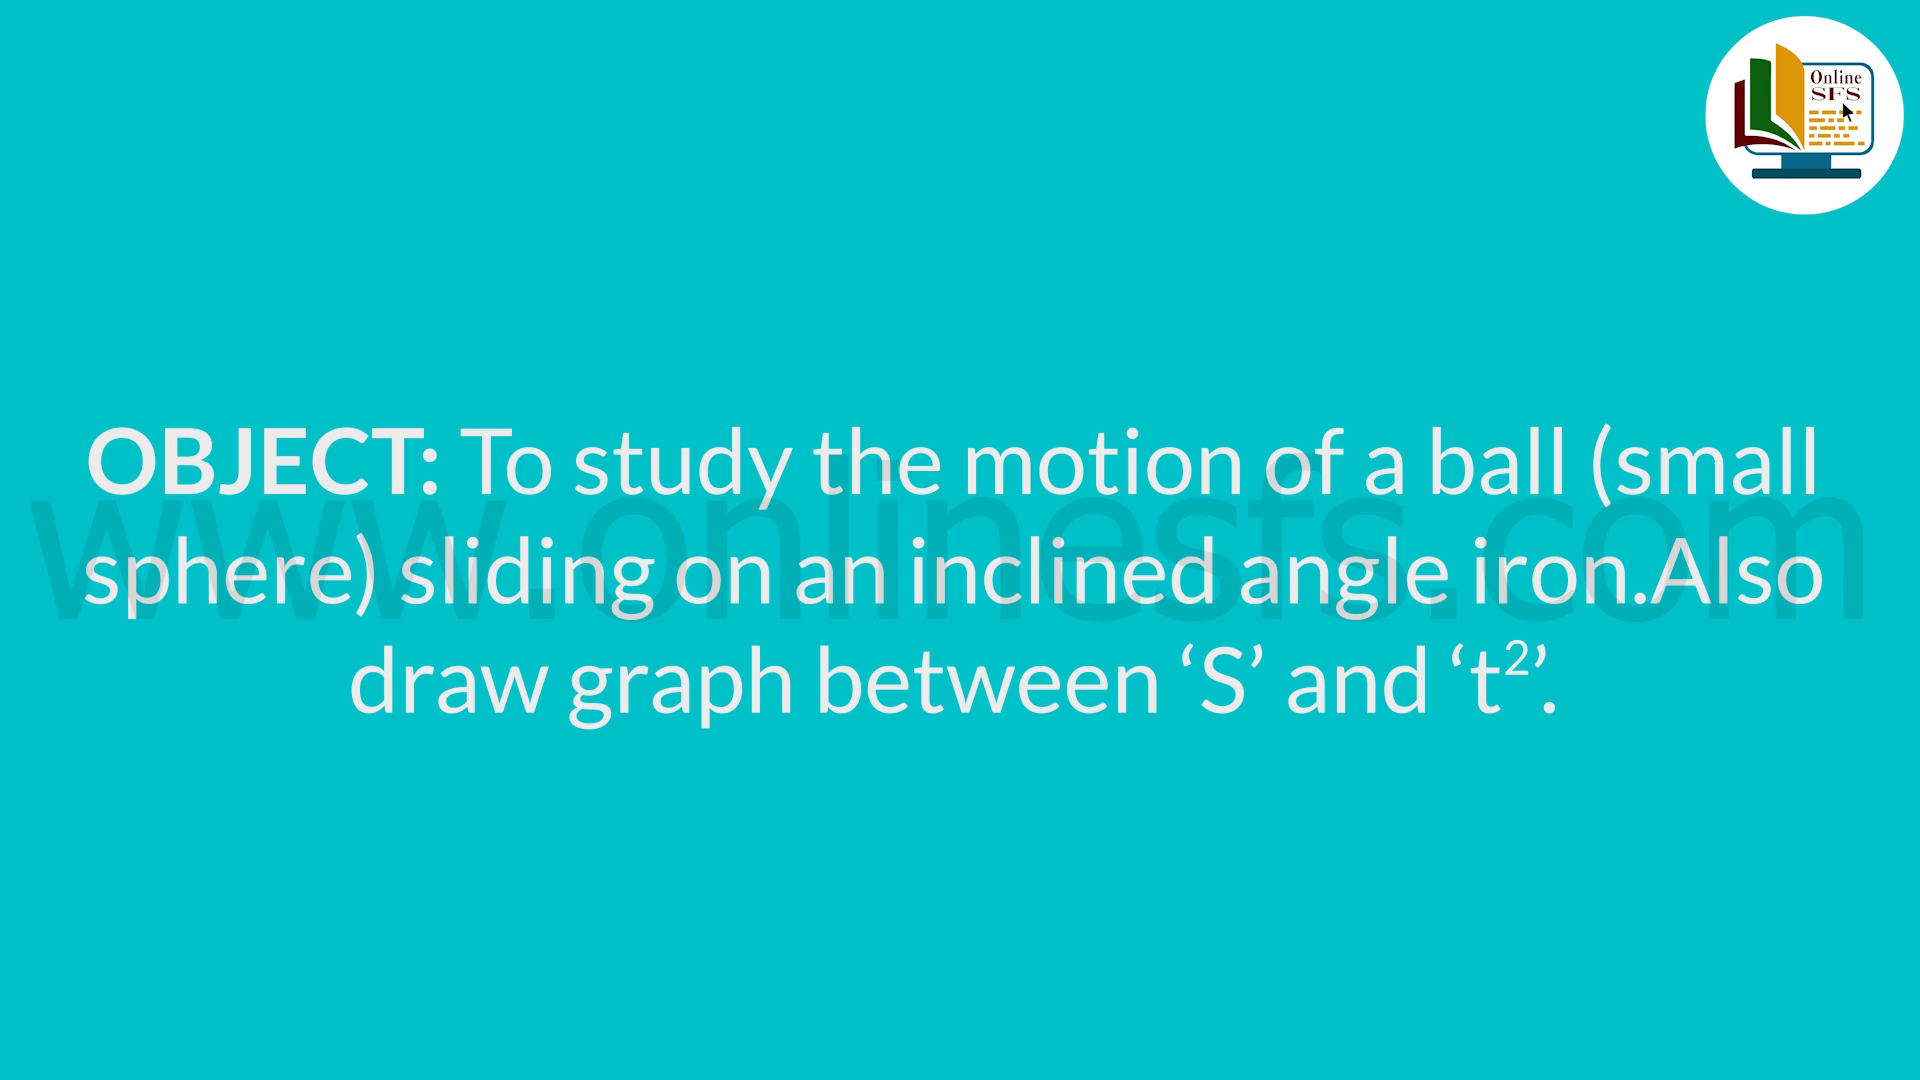 Online
SFS
OBJECT: To study the motion of a ball (small
sphere) sliding on an inclined angle iron.Also
draw graph between ‘S’ and ‘t²’.
www.onlinesfs.com